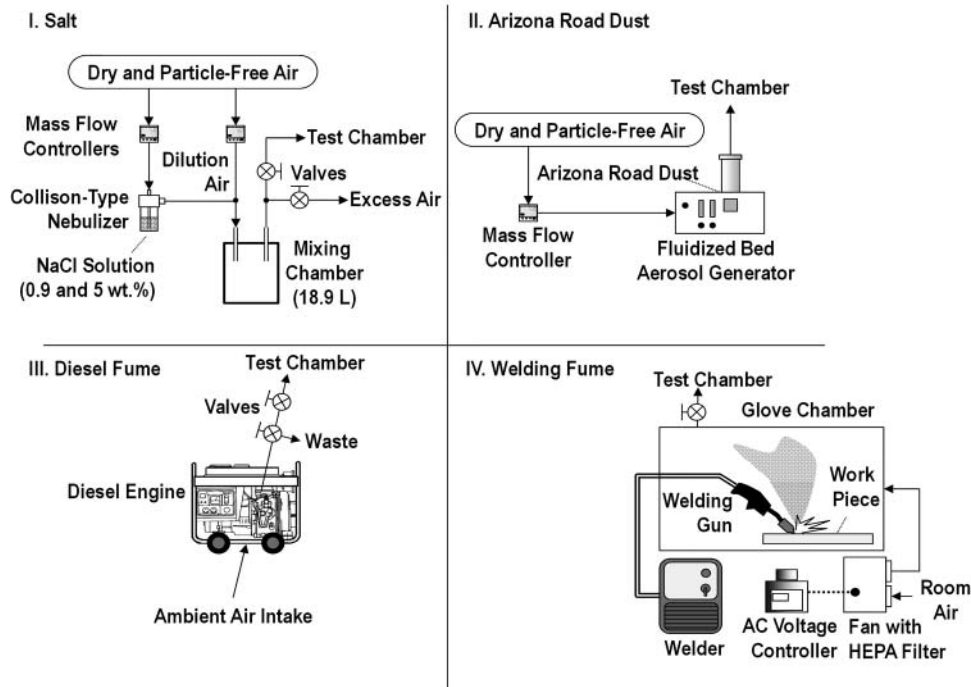 I. Salt
Dry and Particle-Free Air
Mass Flow
Controllers
Dilution
Air
Test Chamber
Valves
Excess Air
Collison-Type
Nebulizer
NaCl Solution
(0.9 and 5 wt.%)
Mixing
Chamber
(18.9 L)
II. Arizona Road Dust
Test Chamber
Dry and Particle-Free Air
Arizona Road Dust
Mass Flow
Controller
Fluidized Bed
Aerosol Generator
III. Diesel Fume
Test Chamber
Valves
Waste
Diesel Engine
Ambient Air Intake
IV. Welding Fume
Test Chamber
Glove Chamber
Welding
Gun
Work
Piece
Welder
AC Voltage
Controller
Fan with
HEPA Filter
Room
Air